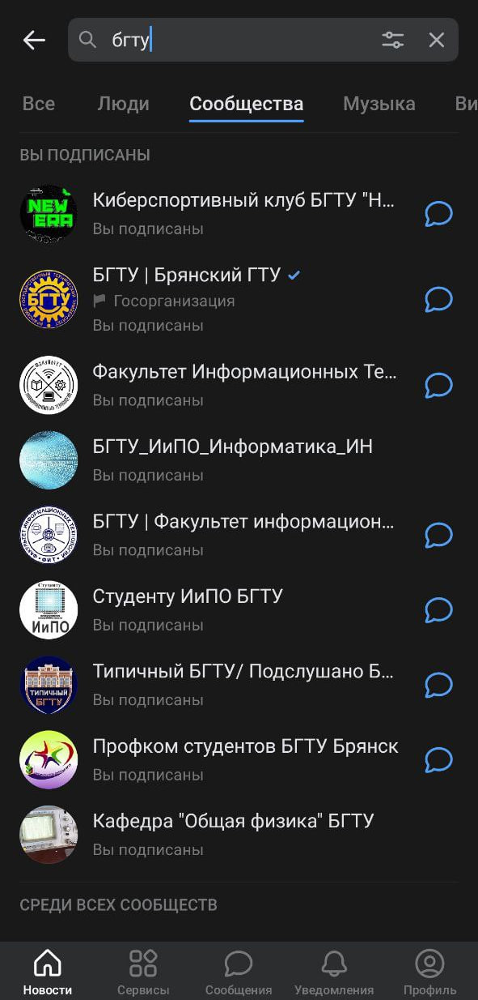 бгту
Все Люди Сообщества Музыка Ви
ВЫ ПОДПИСАНЫ
NEW
ERA
Киберспортивный клуб БГТУ "Н...
Вы подписаны
БГТУ
БГТУ | Брянский ГТУ
Госорганизация
Вы подписаны
Факультет Информационных Те...
Вы подписаны
БГТУ_ИиПО_Информатика_ИН
Вы подписаны
БГТУ | Факультет информацион...
Вы подписаны
Студенту
ИиПО
Студенту ИиПО БГТУ
Вы подписаны
ТИПИЧНЫЙ
БГТУ
Типичный БГТУ/ Подслушано Б...
Вы подписаны
Профком студентов БГТУ Брянск
Вы подписаны
Кафедра "Общая физика" БГТУ
Вы подписаны
СРЕДИ ВСЕХ СООБЩЕСТВ
Новости Сервисы Сообщения Уведомления Профиль